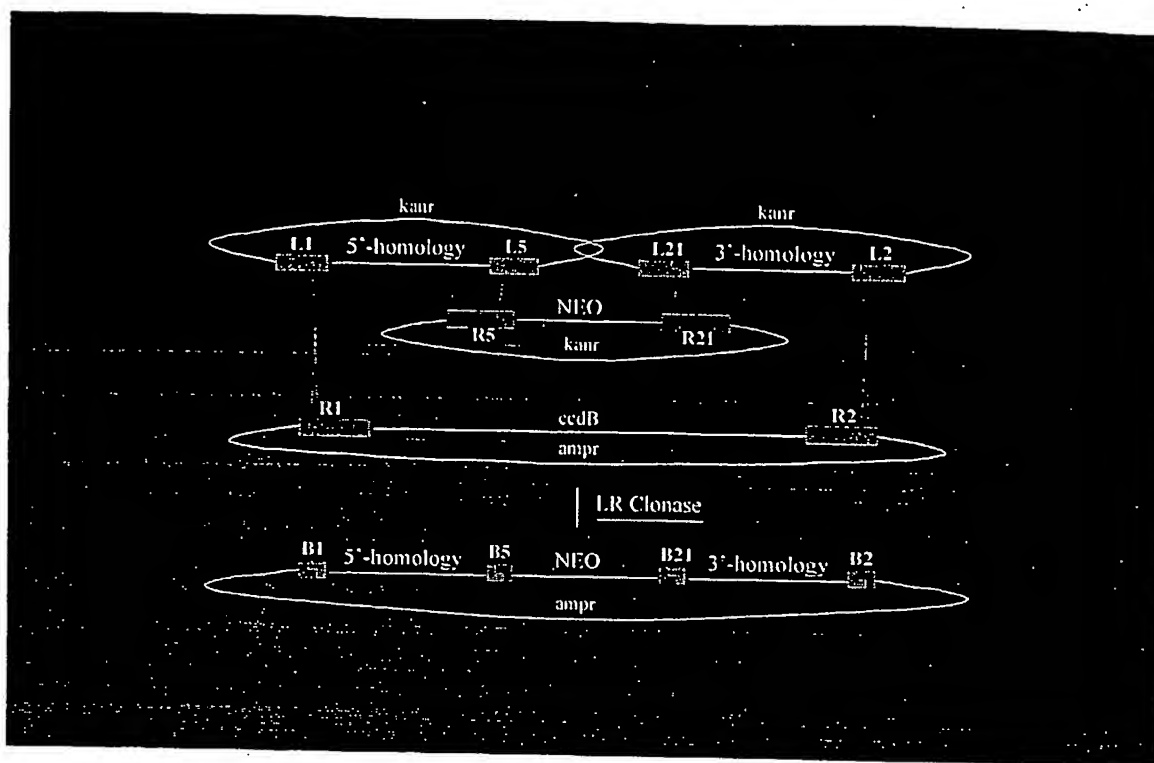 kanr kanr
L1 5'-homology L5 L21 3'-homology L2
NEO
R5 kanr R21
R1 ccdB R2
ampr
LR Clonase
B1 5'-homology B5 NEO B21 3'-homology B2
ampr